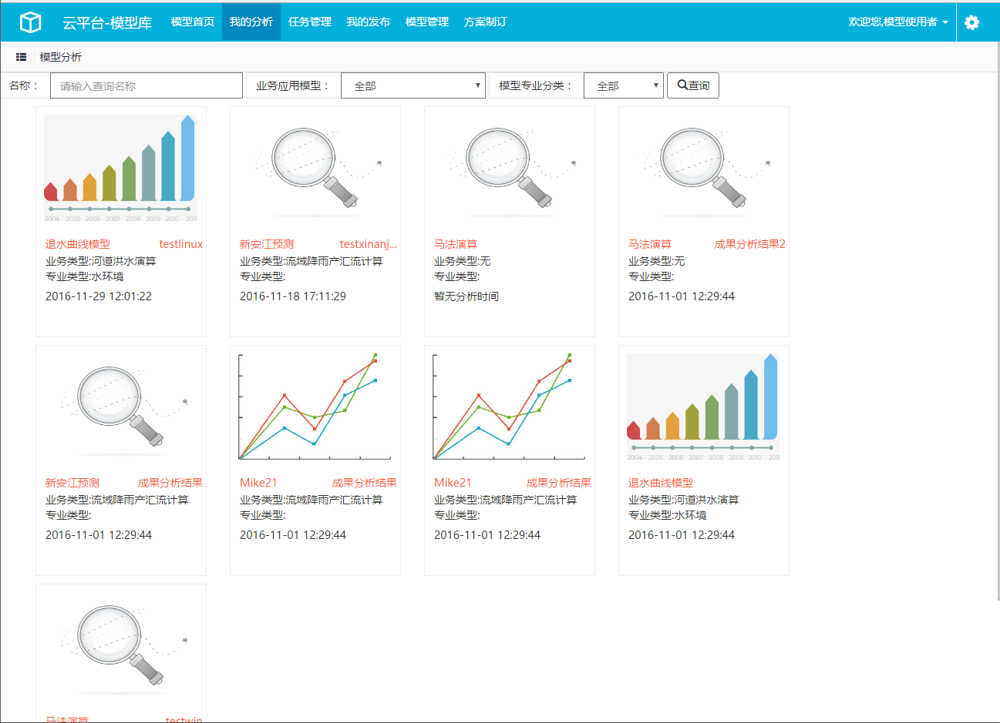 云平台-模型库 模型首页 我的分析 任务管理 我的发布 模型管理 方案制订 欢迎您,模型使用者
模型分析
名称： 请输入查询名称 业务应用模型： 全部 模型专业分类： 全部 查询
2004 2005 2006 2007 2008 2009 2010 2011
退水曲线模型 testlinux
业务类型:河道洪水演算
专业类型:水环境
2016-11-29 12:01:22
新安江预测 testxinanj...
业务类型:流域降雨产汇流计算
专业类型:
2016-11-18 17:11:29
马法演算
业务类型:无
专业类型:
暂无分析时间
马法演算 成果分析结果2
业务类型:无
专业类型:
2016-11-01 12:29:44
新安江预测 成果分析结果
业务类型:流域降雨产汇流计算
专业类型:
2016-11-01 12:29:44
Mike21 成果分析结果
业务类型:流域降雨产汇流计算
专业类型:
2016-11-01 12:29:44
Mike21 成果分析结果
业务类型:流域降雨产汇流计算
专业类型:
2016-11-01 12:29:44
2004 2005 2006 2007 2008 2009 2010 2011
退水曲线模型
业务类型:河道洪水演算
专业类型:水环境
2016-11-01 12:29:44
马法演算 testwin